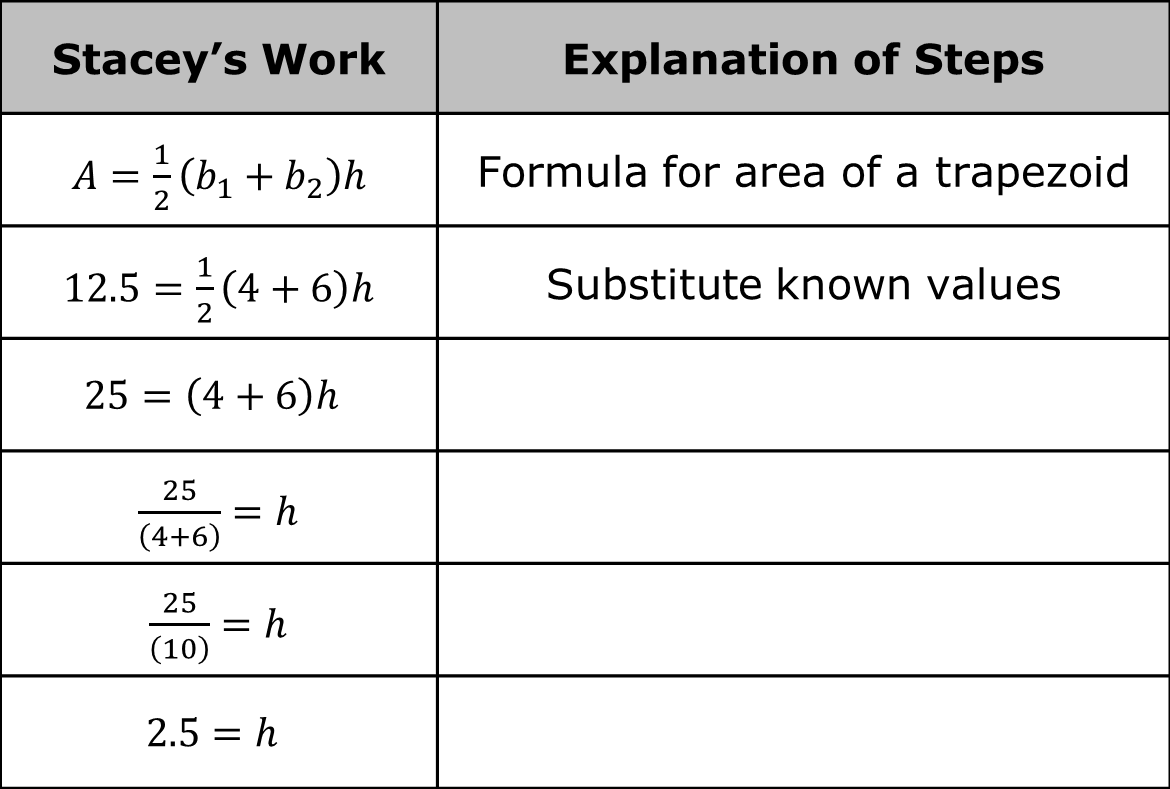 Stacey’s Work Explanation of Steps
A = 1/2 (b₁ + b₂)h Formula for area of a trapezoid
12.5 = 1/2 (4 + 6)h Substitute known values
25 = (4 + 6)h
25/(4+6) = h
25/(10) = h
2.5 = h